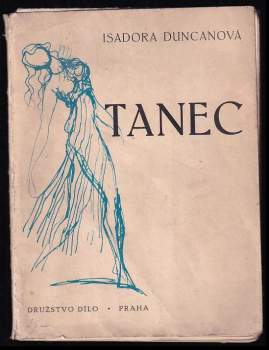 ISADORA DUNCANOVÁ
TANEC
DRUŽSTVO DÍLO • PRAHA